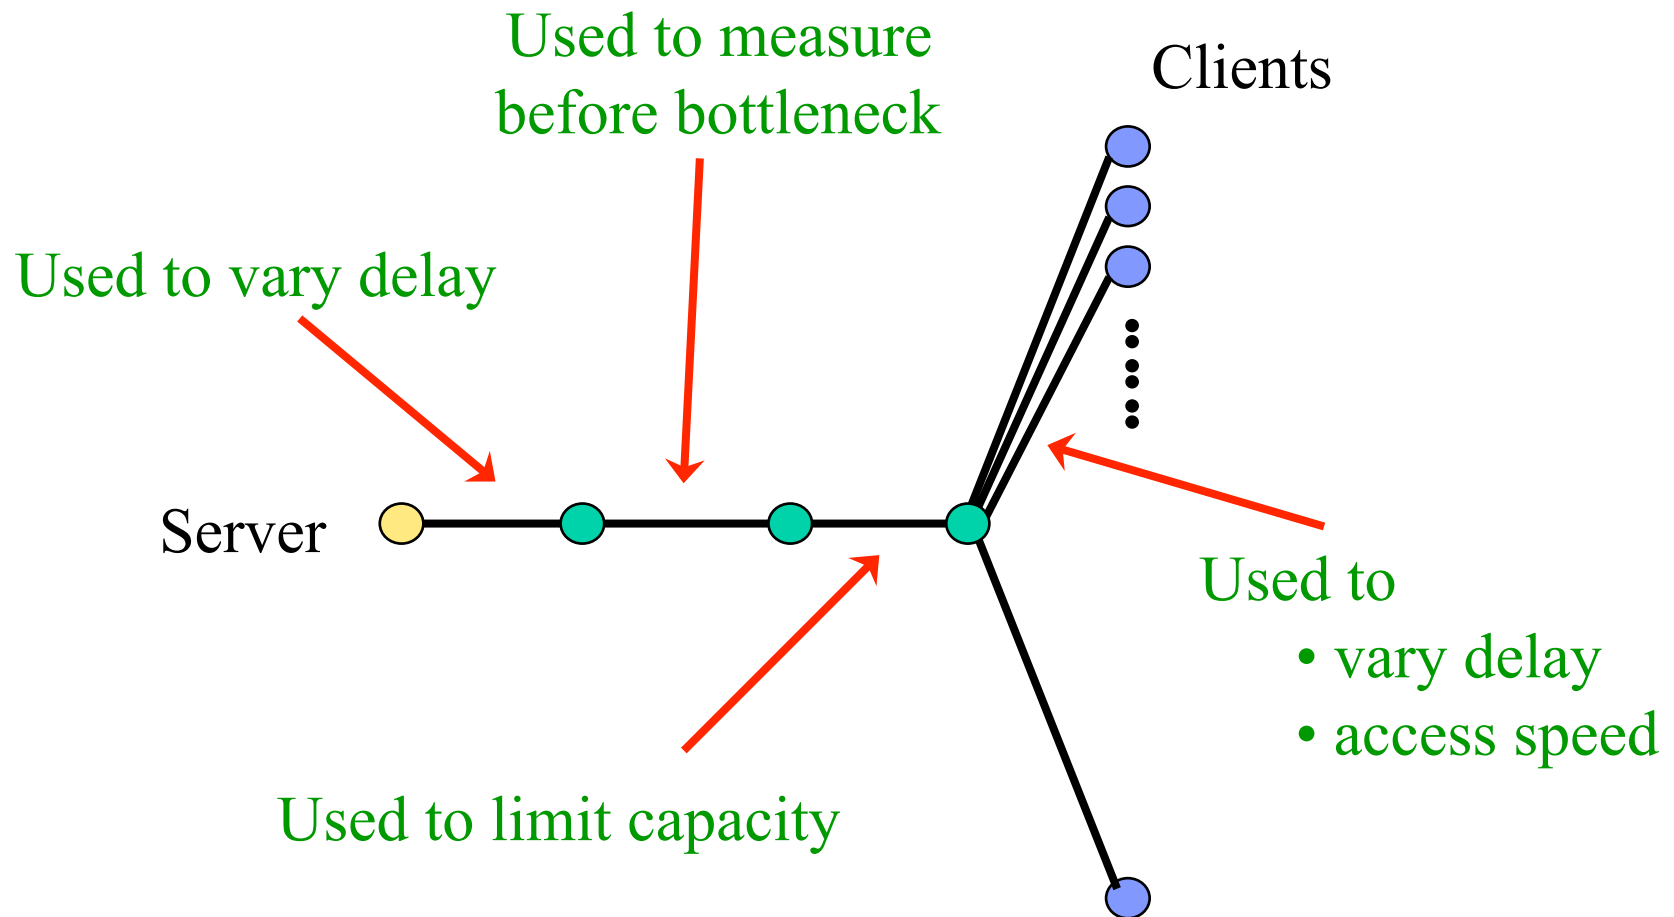 Used to measure
before bottleneck
Clients
Used to vary delay
Server
Used to
• vary delay
• access speed
Used to limit capacity